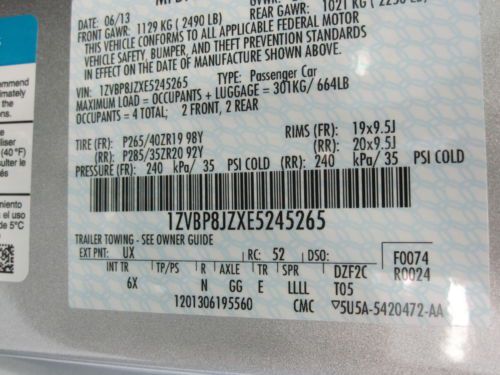 DATE: 06/13
FRONT GAWR: 1129 KG ( 2490 LB)
REAR GAWR: 1021 KG
THIS VEHICLE CONFORMS TO ALL APPLICABLE FEDERAL MOTOR
VEHICLE SAFETY, BUMPER, AND THEFT PREVENTION STANDARDS
IN EFFECT ON THE DATE OF MANUFACTURE SHOWN ABOVE.
VIN: 1ZVBP8JZXE5245265 TYPE: Passenger Car
MAXIMUM LOAD = OCCUPANTS + LUGGAGE = 301KG/ 664LB
OCCUPANTS = 4 TOTAL; 2 FRONT, 2 REAR
TIRE (FR): P265/40ZR19 98Y RIMS (FR): 19x9.5J
(RR): P285/35ZR20 92Y (RR): 20x9.5J
PRESSURE (FR): 240 kPa/ 35 PSI COLD (RR): 240 kPa/ 35 PSI COLD
1ZVBP8JZXE5245265
TRAILER TOWING - SEE OWNER GUIDE
EXT PNT: UX RC: 52 DSO: F0074
INT TR TP/PS R AXLE TR SPR DZF2C R0024
6X N GG E LLLL T05
1201306195560 CMC 5U5A-5420472-AA